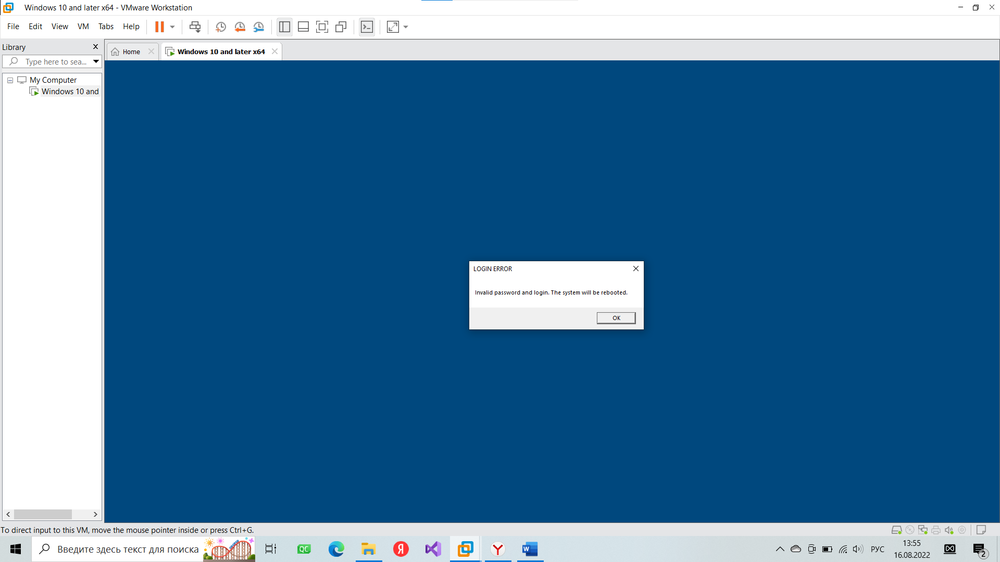 Windows 10 and later x64 - VMware Workstation
File Edit View VM Tabs Help
Library
Home
Windows 10 and later x64
Type here to sea...
My Computer
Windows 10 and
LOGIN ERROR
Invalid password and login. The system will be rebooted.
OK
To direct input to this VM, move the mouse pointer inside or press Ctrl+G.
Введите здесь текст для поиска
QC
Я
Y
W
РУС
13:55
16.08.2022
2